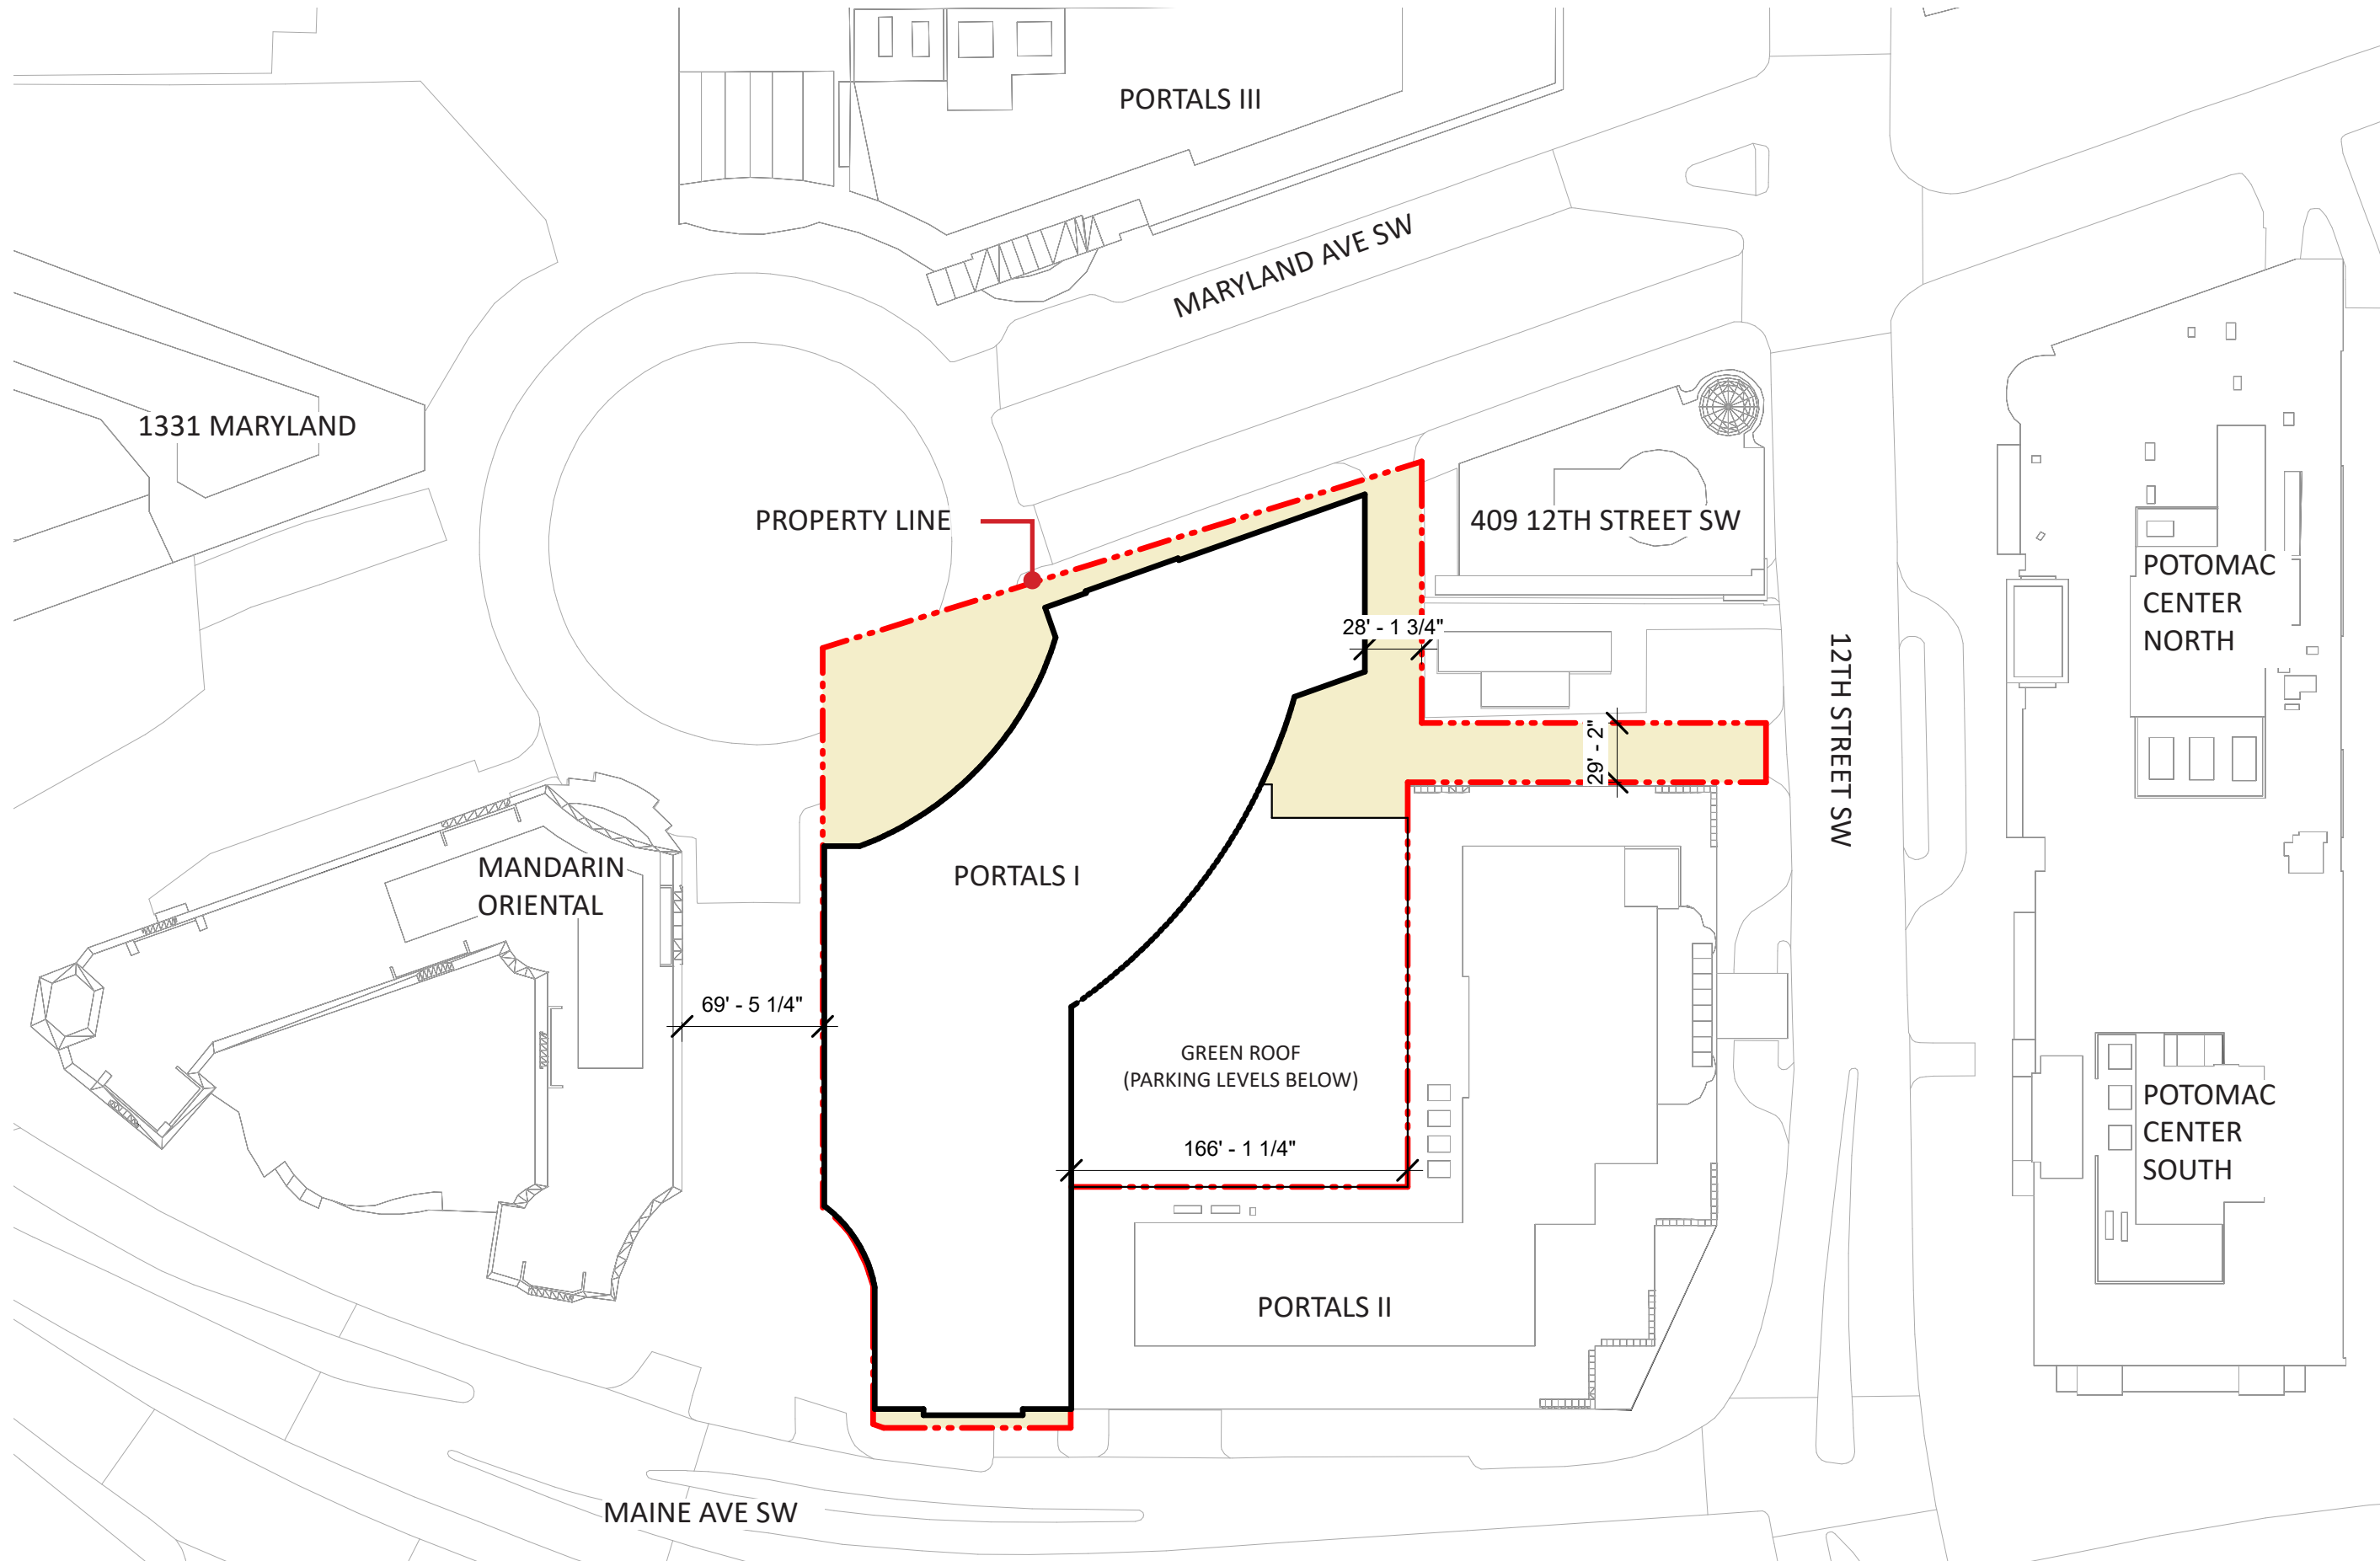 PORTALS III
MARYLAND AVE SW
1331 MARYLAND
PROPERTY LINE
409 12TH STREET SW
POTOMAC
CENTER
NORTH
28' - 1 3/4"
12TH STREET SW
29' - 2"
MANDARIN
ORIENTAL
PORTALS I
69' - 5 1/4"
GREEN ROOF
(PARKING LEVELS BELOW)
POTOMAC
CENTER
SOUTH
166' - 1 1/4"
PORTALS II
MAINE AVE SW